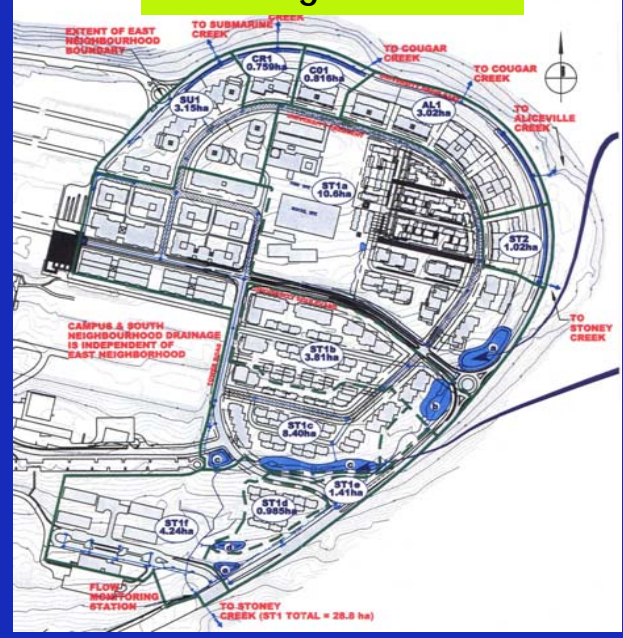 TO SUBMARINE
CREEK
CREEK
EXTENT OF EAST
NEIGHBOURHOOD
BOUNDARY
TO COUGAR
CREEK
CR1
0.759ha
C01
0.816ha
TO COUGAR
CREEK
SU1
3.15ha
AL1
3.02ha
TO
ALICEVILLE
CREEK
ST1a
10.6ha
ST2
1.02ha
TO
STONEY
CREEK
CAMPUS & SOUTH
NEIGHBOURHOOD DRAINAGE
IS INDEPENDENT OF
EAST NEIGHBORHOOD
ST1b
3.81ha
ST1c
8.40ha
ST1e
1.41ha
ST1d
0.985ha
ST1f
4.24ha
FLOW
MONITORING
STATION
TO STONEY
CREEK (ST1 TOTAL = 28.8 ha)